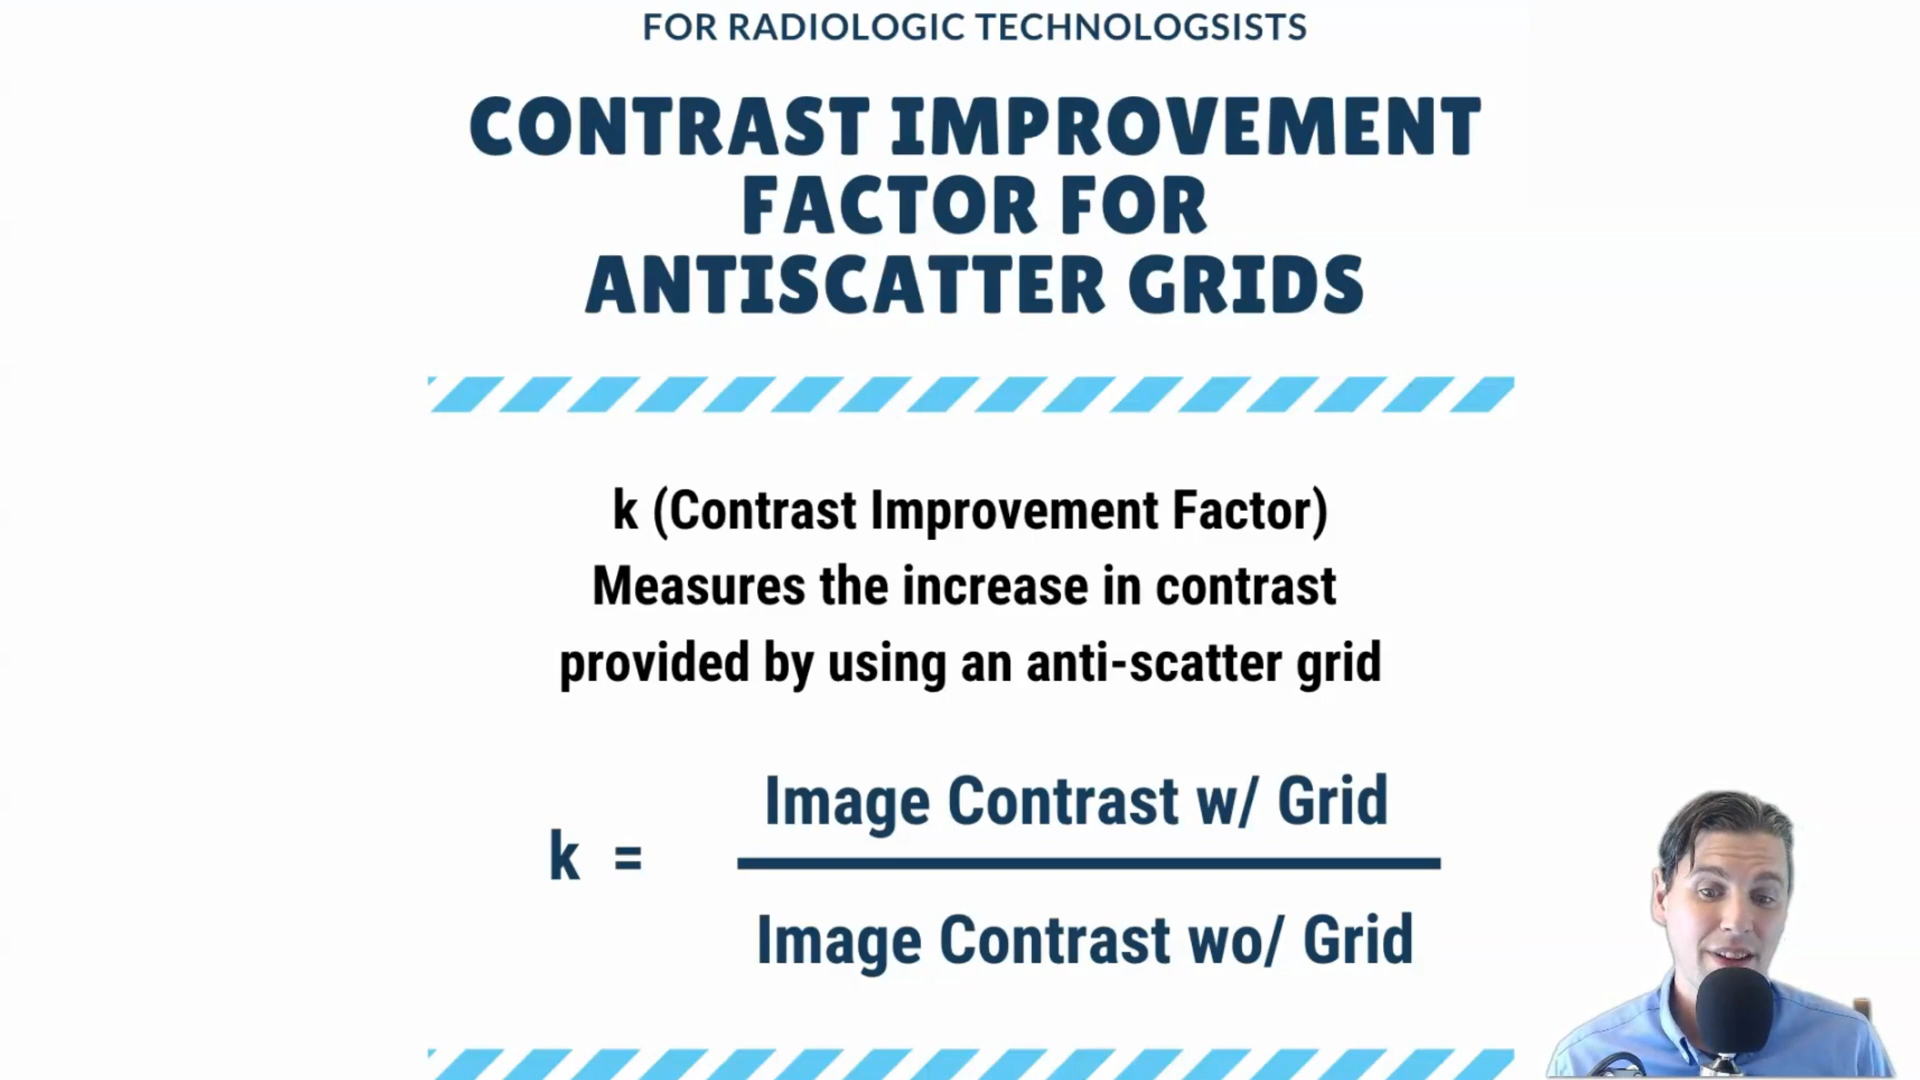 FOR RADIOLOGIC TECHNOLOGSISTS
CONTRAST IMPROVEMENT
FACTOR FOR
ANTISCATTER GRIDS
k (Contrast Improvement Factor)
Measures the increase in contrast
provided by using an anti-scatter grid
Image Contrast w/ Grid
k =
Image Contrast wo/ Grid